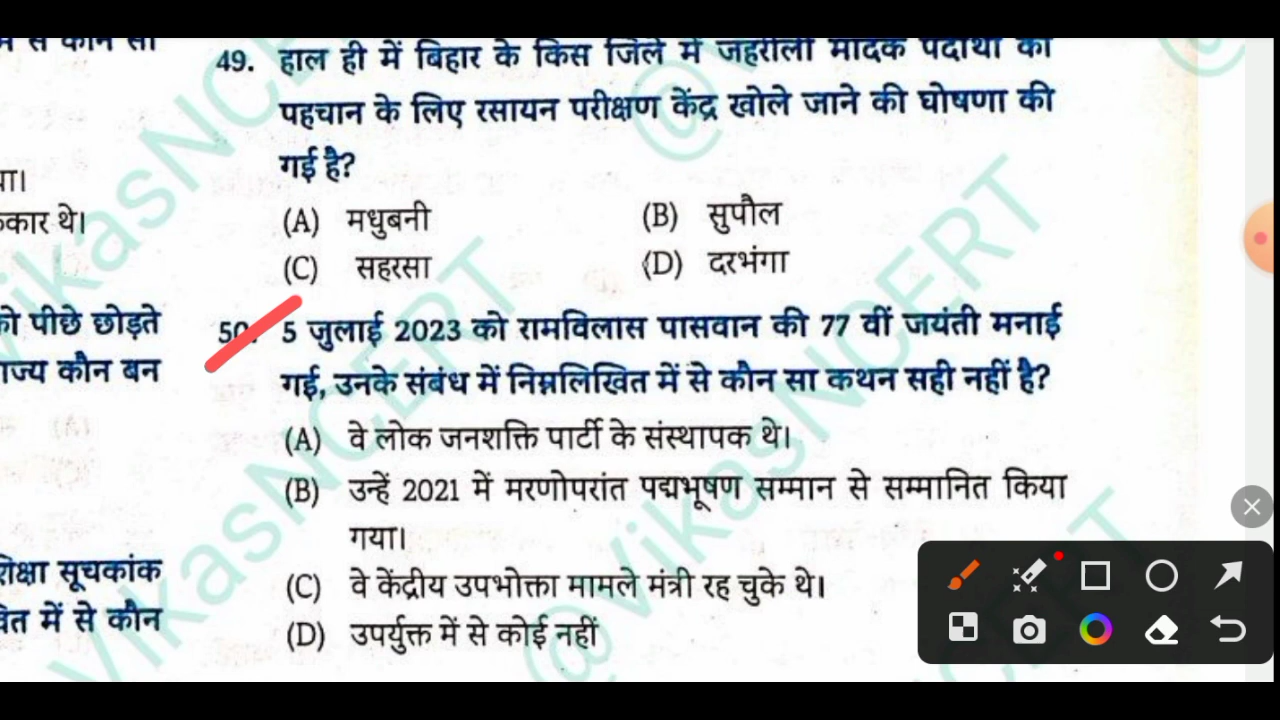 में से कौन सा
या।
कार थे।
को पीछे छोड़ते
राज्य कौन बन
शिक्षा सूचकांक
में से कौन
49. हाल ही में बिहार के किस जिले में जहरीली मादक पदार्थों की
पहचान के लिए रसायन परीक्षण केंद्र खोले जाने की घोषणा की
गई है?
(A) मधुबनी (B) सुपौल
(C) सहरसा (D) दरभंगा
50. 5 जुलाई 2023 को रामविलास पासवान की 77 वीं जयंती मनाई
गई, उनके संबंध में निम्नलिखित में से कौन सा कथन सही नहीं है?
(A) वे लोक जनशक्ति पार्टी के संस्थापक थे।
(B) उन्हें 2021 में मरणोपरांत पद्मभूषण सम्मान से सम्मानित किया
गया।
(C) वे केंद्रीय उपभोक्ता मामले मंत्री रह चुके थे।
(D) उपर्युक्त में से कोई नहीं
@VikasNCERT